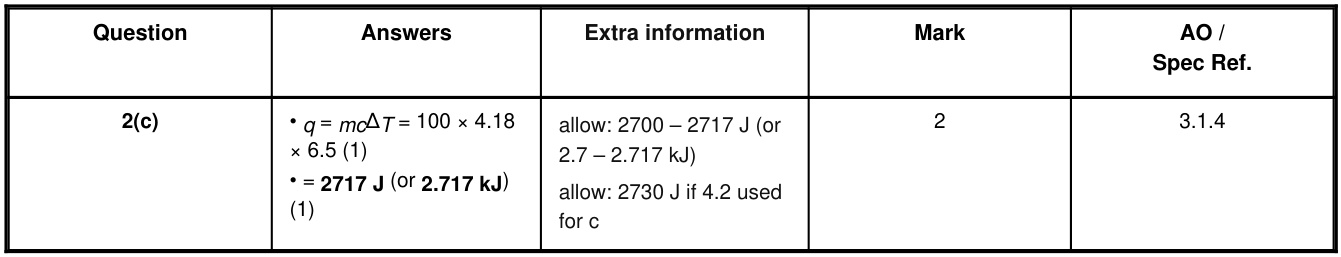 Question Answers Extra information Mark AO /
Spec Ref.
2(c)
• q = mcΔT = 100 × 4.18
× 6.5 (1)
• = 2717 J (or 2.717 kJ)
(1)
allow: 2700 – 2717 J (or
2.7 – 2.717 kJ)
allow: 2730 J if 4.2 used
for c
2
3.1.4